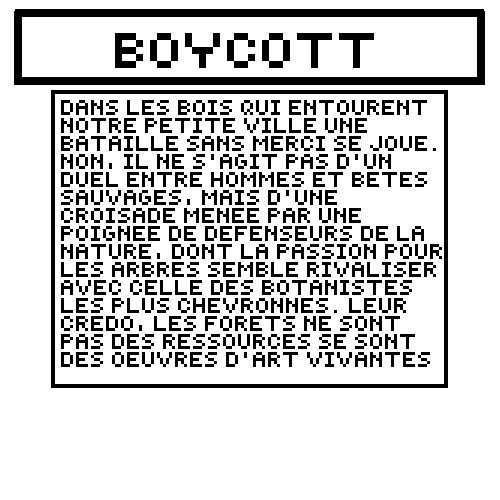 BOYCOTT
DANS LES BOIS QUI ENTOURENT
NOTRE PETITE VILLE UNE
BATAILLE SANS MERCI SE JOUE.
NON, IL NE S'AGIT PAS D'UN
DUEL ENTRE HOMMES ET BETES
SAUVAGES, MAIS D'UNE
CROISADE MENEE PAR UNE
POIGNEE DE DEFENSEURS DE LA
NATURE, DONT LA PASSION POUR
LES ARBRES SEMBLE RIVALISER
AVEC CELLE DES BOTANISTES
LES PLUS CHEVRONNES. LEUR
CREDO, LES FORETS NE SONT
PAS DES RESSOURCES SE SONT
DES OEUVRES D'ART VIVANTES